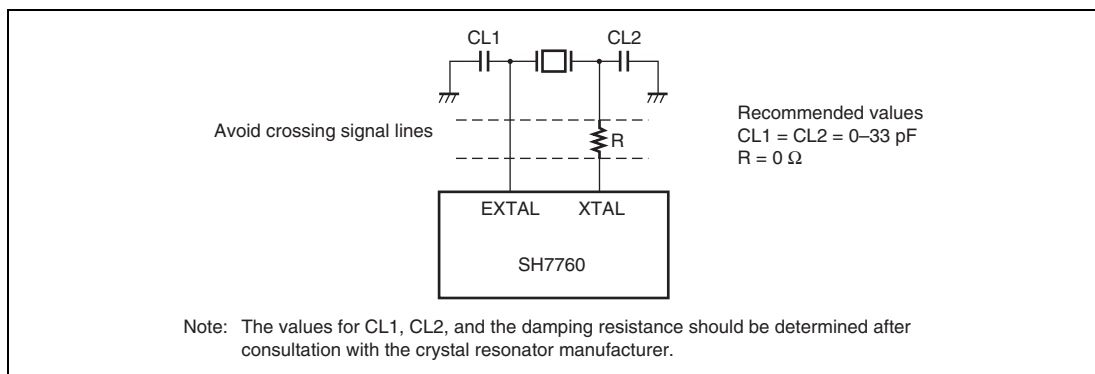 CL1
CL2
Avoid crossing signal lines
R
Recommended values
CL1 = CL2 = 0–33 pF
R = 0 Ω
EXTAL
XTAL
SH7760
Note: The values for CL1, CL2, and the damping resistance should be determined after
consultation with the crystal resonator manufacturer.